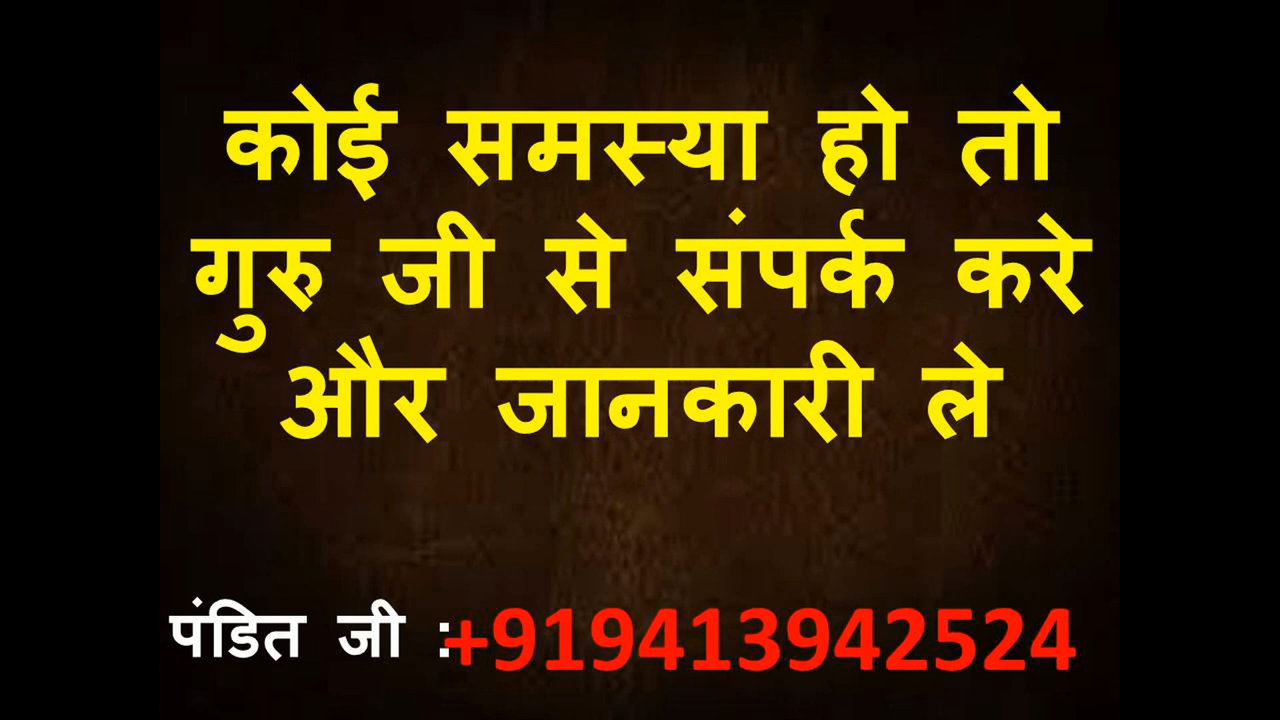 कोई समस्या हो तो
गुरु जी से संपर्क करे
और जानकारी ले
पंडित जी :+919413942524